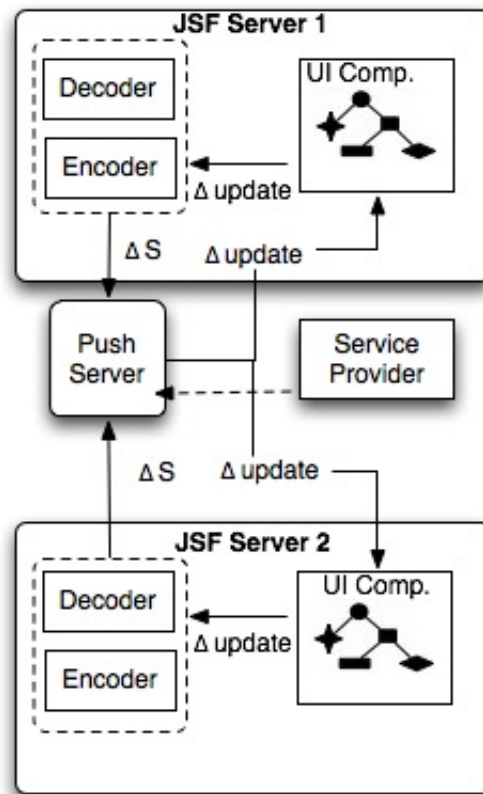 JSF Server 1
Decoder
UI Comp.
Encoder
Δ update
Δ S
Δ update
Push
Server
Service
Provider
Δ S
Δ update
JSF Server 2
Decoder
UI Comp.
Δ update
Encoder